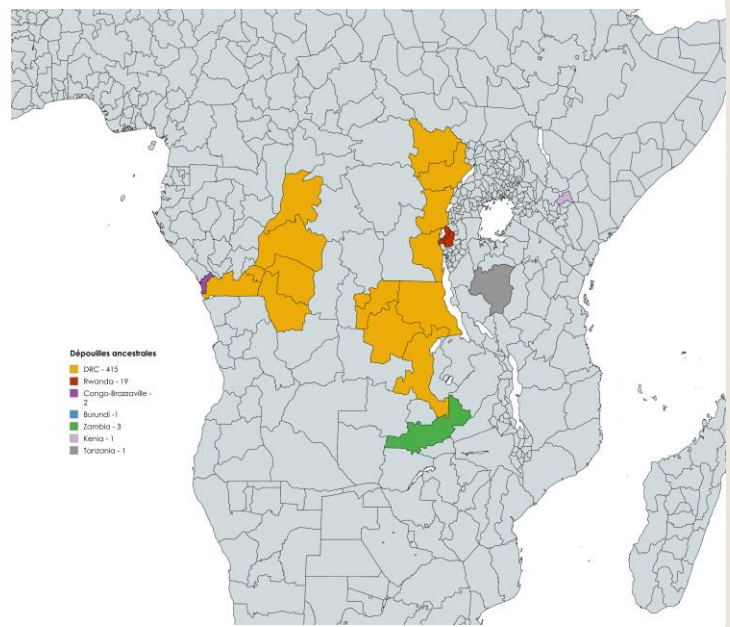 Dépouilles ancestrales
DRC - 415
Rwanda - 19
Congo-Brazzaville -
2
Burundi -1
Zambia - 3
Kenia - 1
Tanzania - 1